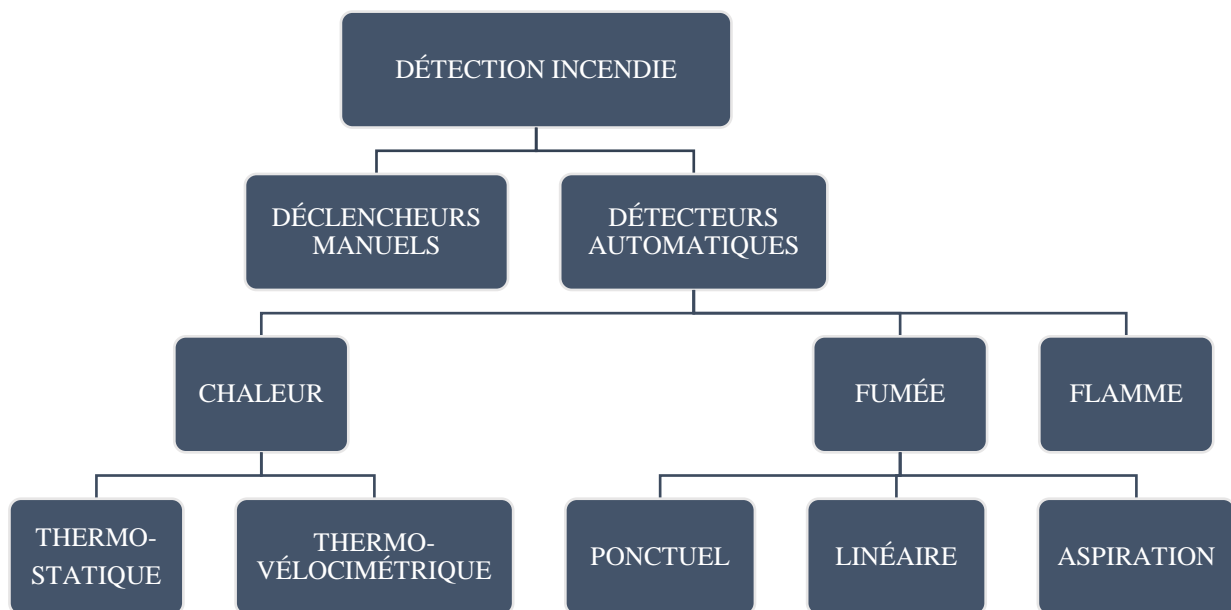 DÉTECTION INCENDIE
DÉCLENCHEURS
MANUELS
DÉTECTEURS
AUTOMATIQUES
CHALEUR
FUMÉE
FLAMME
THERMO-
STATIQUE
THERMO-
VÉLOCIMÉTRIQUE
PONCTUEL
LINÉAIRE
ASPIRATION